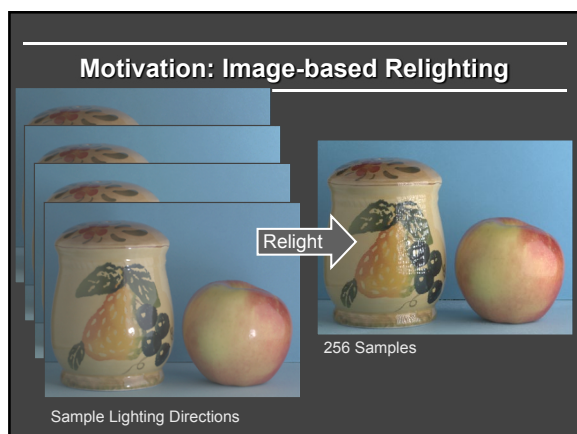 Motivation: Image-based Relighting
Relight
256 Samples
Sample Lighting Directions